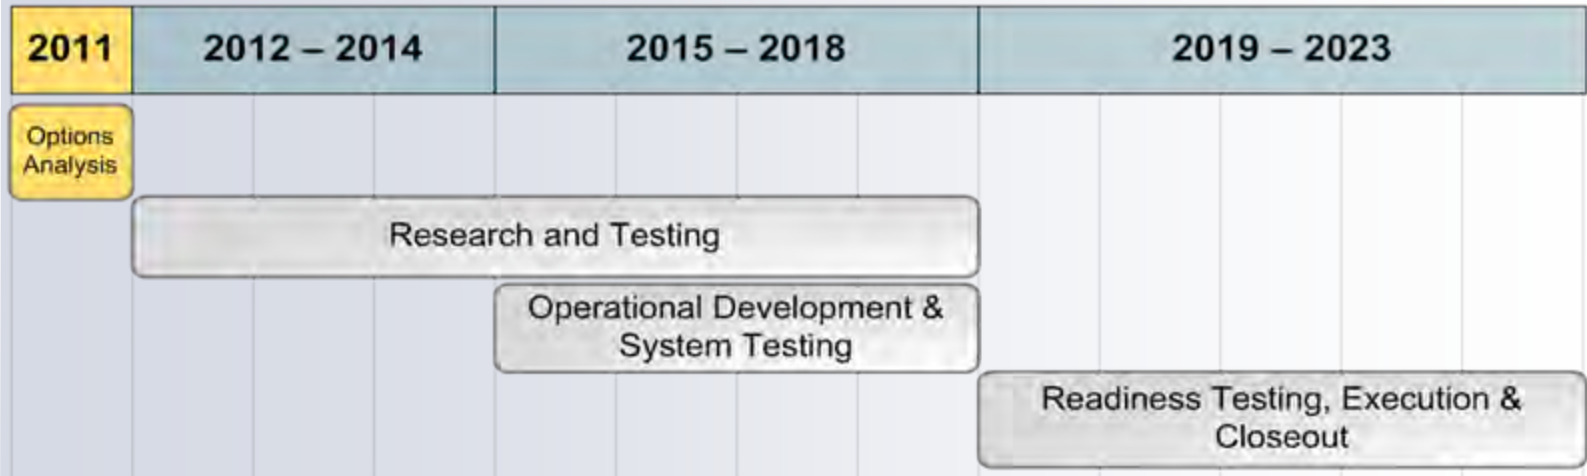 2011
2012 – 2014
2015 – 2018
2019 – 2023
Options
Analysis
Research and Testing
Operational Development &
System Testing
Readiness Testing, Execution &
Closeout